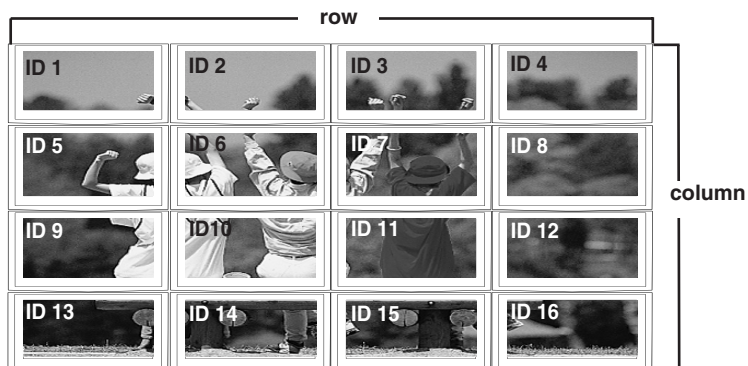 row
ID 1 ID 2 ID 3 ID 4
ID 5 ID 6 ID 7 ID 8
column
ID 9 ID10 ID 11 ID 12
ID 13 ID 14 ID 15 ID 16